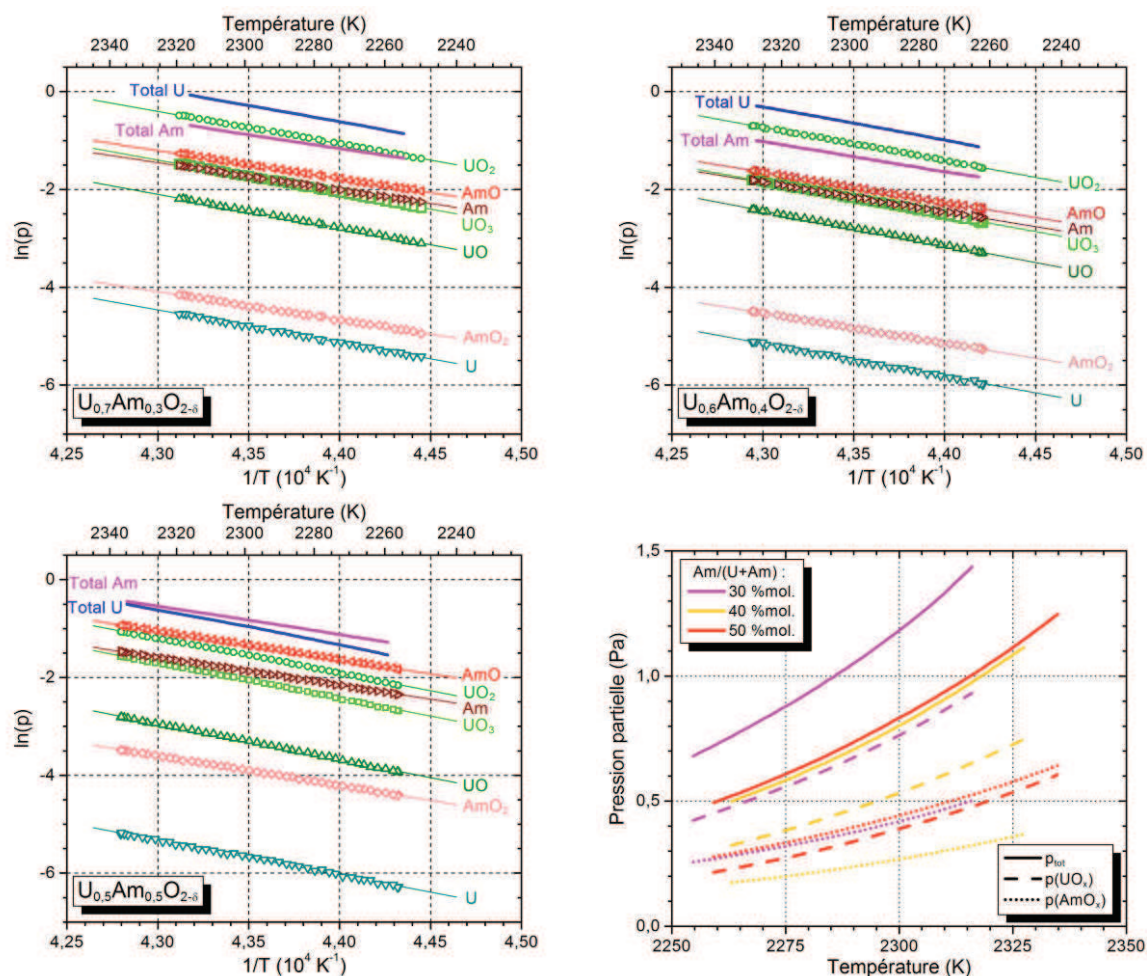 Température (K)
2340 2320 2300 2280 2260 2240
0
-2
-4
-6
ln(p)
Total U
Total Am
UO₂
AmO
Am
UO₃
UO
AmO₂
U
U₀,₇Am₀,₃O₂₋δ
4,25 4,30 4,35 4,40 4,45 4,50
1/T (10⁴ K⁻¹)
Température (K)
2340 2320 2300 2280 2260 2240
0
-2
-4
-6
ln(p)
Total U
Total Am
UO₂
AmO
Am
UO₃
UO
AmO₂
U
U₀,₆Am₀,₄O₂₋δ
4,25 4,30 4,35 4,40 4,45 4,50
1/T (10⁴ K⁻¹)
Température (K)
2340 2320 2300 2280 2260 2240
0
-2
-4
-6
ln(p)
Total Am
Total U
AmO
UO₂
Am
UO₃
UO
AmO₂
U
U₀,₅Am₀,₅O₂₋δ
4,25 4,30 4,35 4,40 4,45 4,50
1/T (10⁴ K⁻¹)
1,5
1,0
0,5
0,0
Pression partielle (Pa)
Am/(U+Am) :
30 %mol.
40 %mol.
50 %mol.
pₜₒₜ
p(UOₓ)
p(AmOₓ)
2250 2275 2300 2325 2350
Température (K)